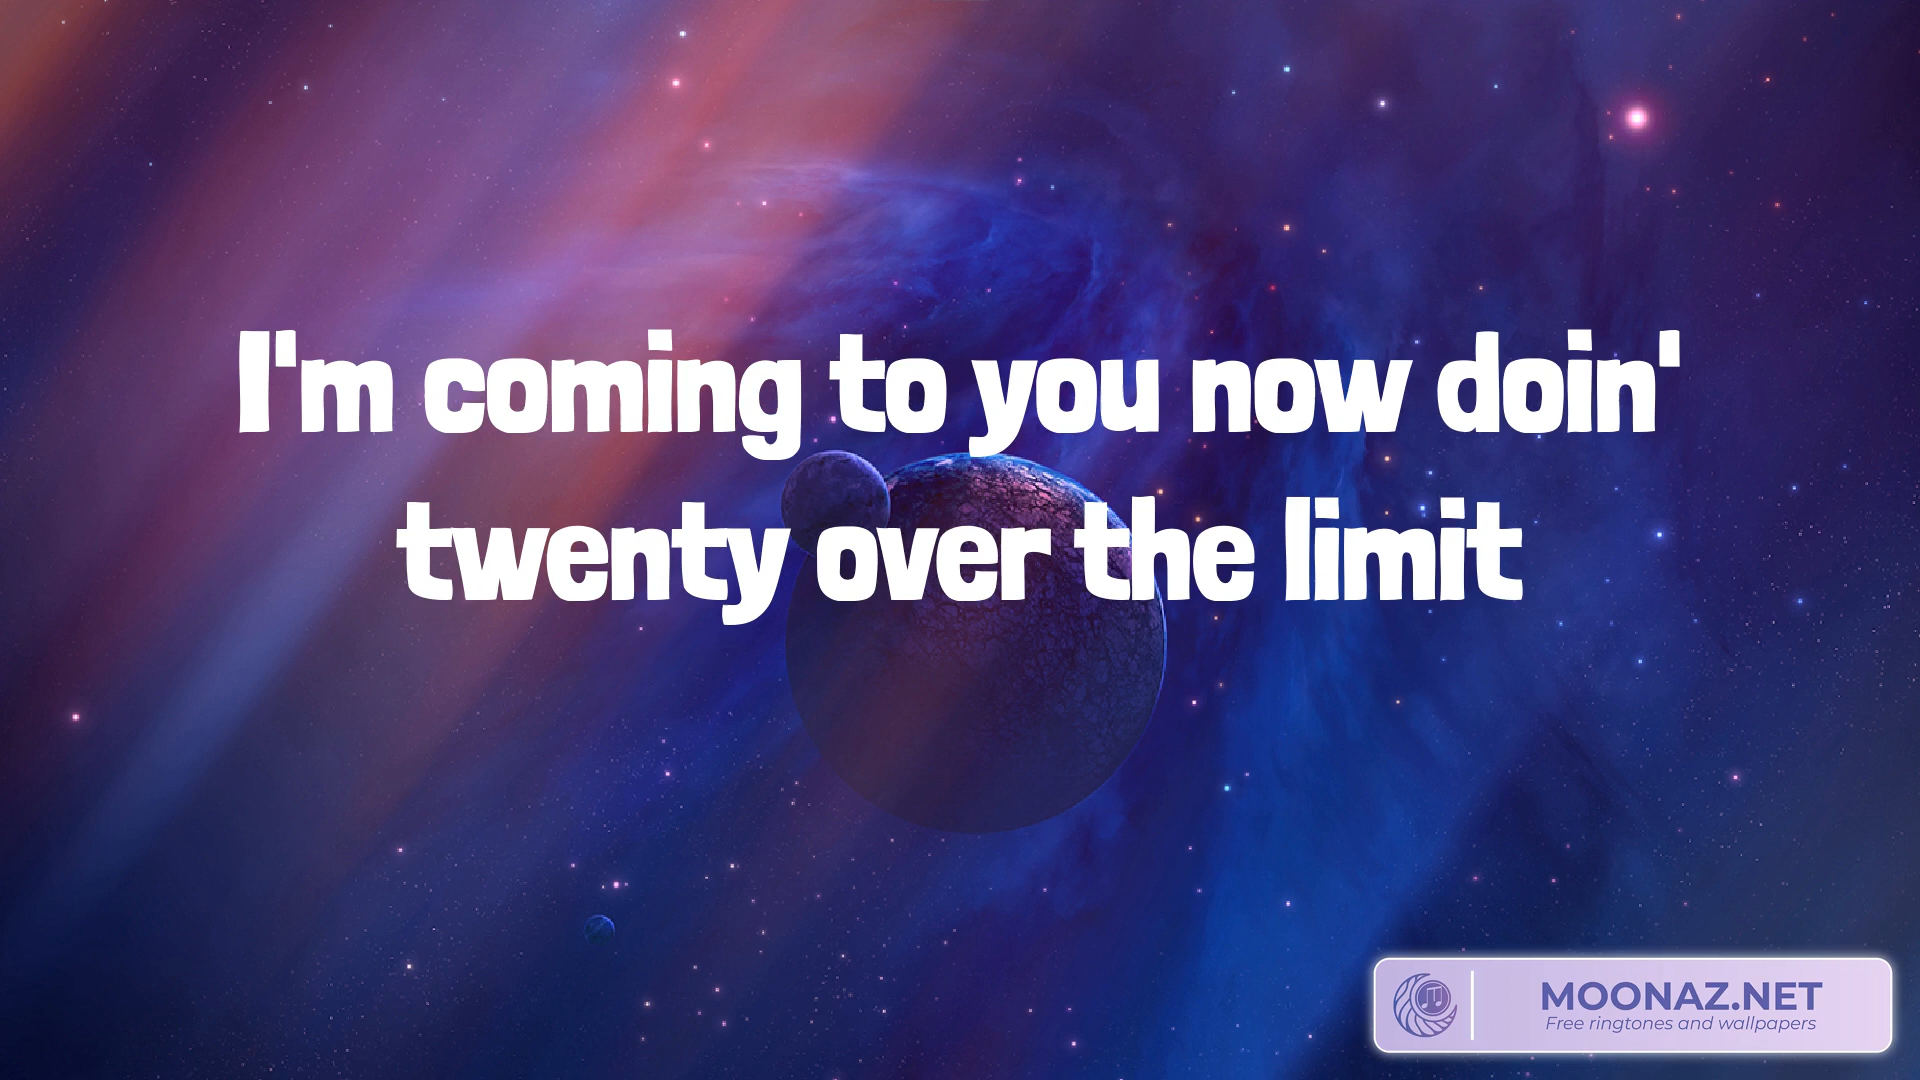 I'm coming to you now doin'
twenty over the limit
MOONAZ.NET
Free ringtones and wallpapers